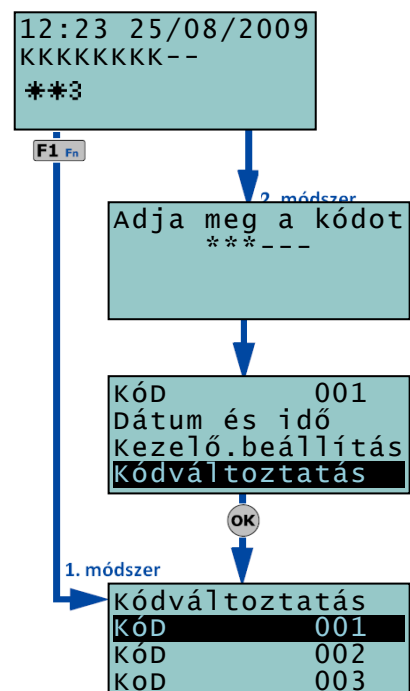 12:23 25/08/2009
KKKKKKKK--
**3
F1 Fn
2. módszer
Adja meg a kódot
***---
KóD 001
Dátum és idő
Kezelő.beállítás
Kódváltoztatás
OK
1. módszer
Kódváltoztatás
KóD 001
KóD 002
KoD 003